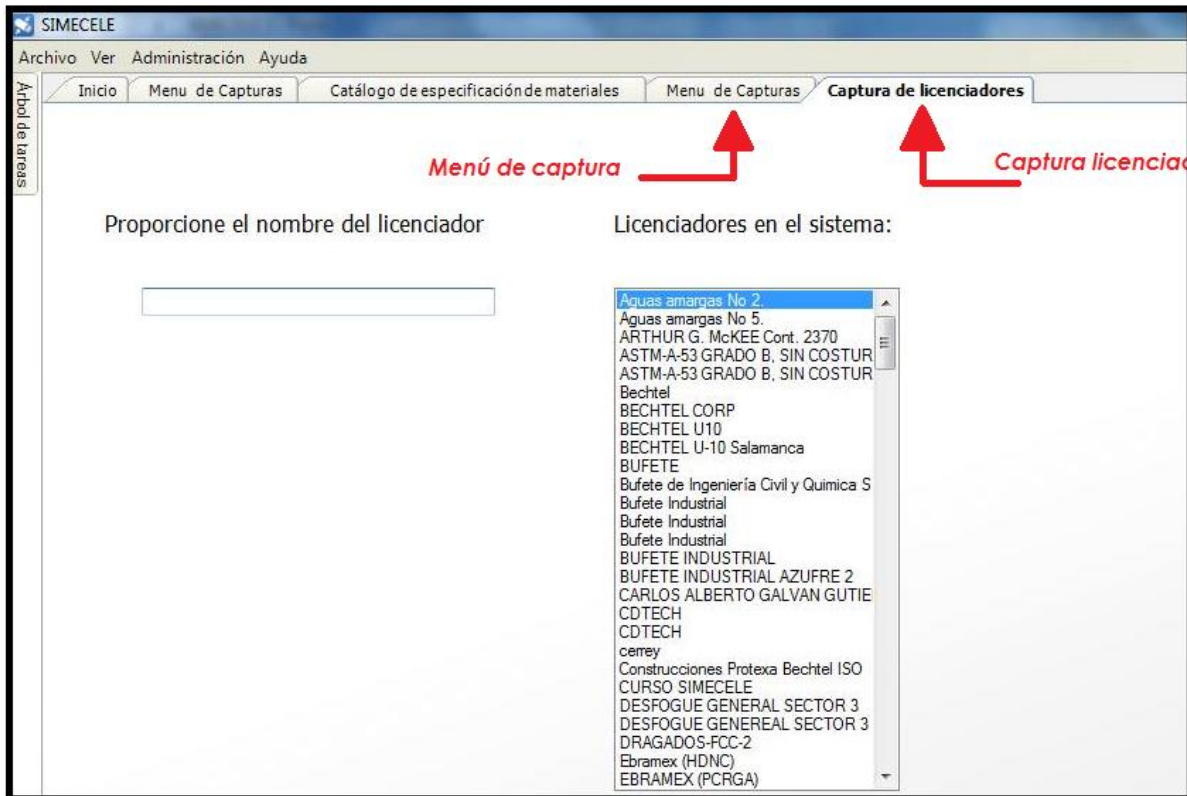 SIMECELE
Archivo Ver Administración Ayuda
Árbol de tareas
Inicio Menu de Capturas Catálogo de especificación de materiales Menu de Capturas Captura de licenciadores
Menú de captura Captura licenciad
Proporcione el nombre del licenciador Licenciadores en el sistema:
Aguas amargas No 2.
Aguas amargas No 5.
ARTHUR G. McKEE Cont. 2370
ASTM-A-53 GRADO B, SIN COSTUR
ASTM-A-53 GRADO B, SIN COSTUR
Bechtel
BECHTEL CORP
BECHTEL U10
BECHTEL U-10 Salamanca
BUFETE
Bufete de Ingeniería Civil y Quimica S
Bufete Industrial
Bufete Industrial
Bufete Industrial
BUFETE INDUSTRIAL
BUFETE INDUSTRIAL AZUFRE 2
CARLOS ALBERTO GALVAN GUTIE
CDTECH
CDTECH
cerrey
Construcciones Protexa Bechtel ISO
CURSO SIMECELE
DESFOGUE GENERAL SECTOR 3
DESFOGUE GENEREAL SECTOR 3
DRAGADOS-FCC-2
Ebramex (HDNC)
EBRAMEX (PCRGA)